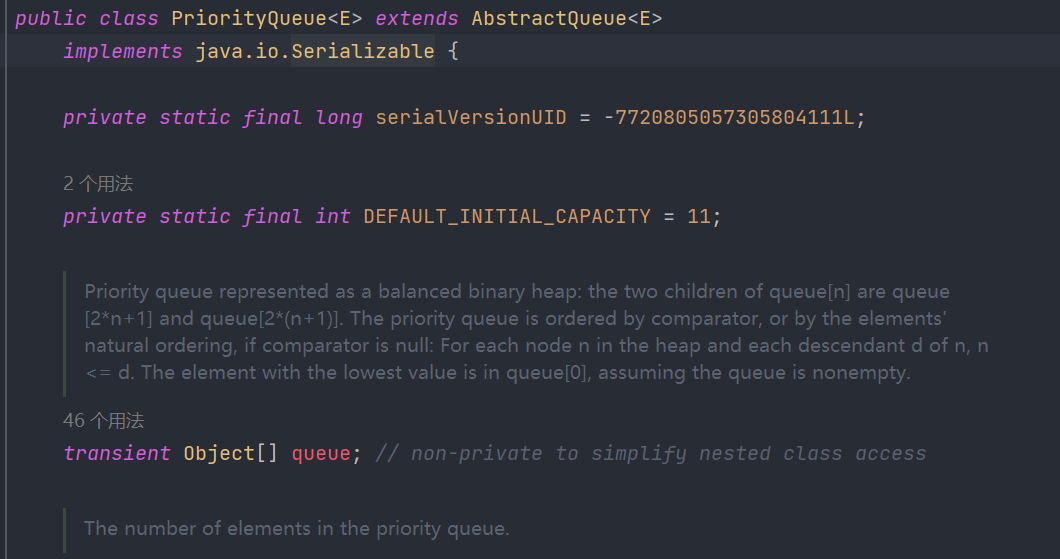 public class PriorityQueue<E> extends AbstractQueue<E>
implements java.io.Serializable {
private static final long serialVersionUID = -7720805057305804111L;
2 个用法
private static final int DEFAULT_INITIAL_CAPACITY = 11;
Priority queue represented as a balanced binary heap: the two children of queue[n] are queue
[2*n+1] and queue[2*(n+1)]. The priority queue is ordered by comparator, or by the elements'
natural ordering, if comparator is null: For each node n in the heap and each descendant d of n, n
<= d. The element with the lowest value is in queue[0], assuming the queue is nonempty.
46 个用法
transient Object[] queue; // non-private to simplify nested class access
The number of elements in the priority queue.